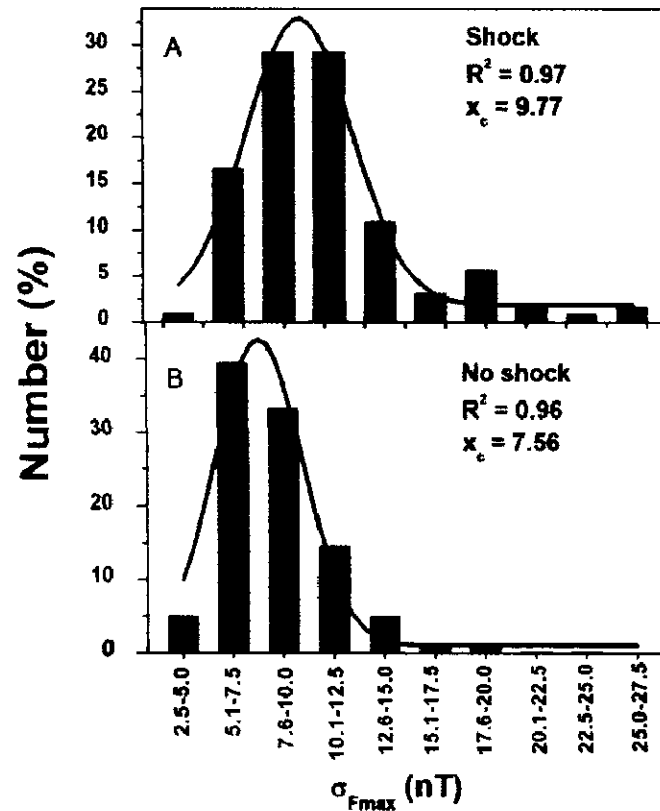 A
Shock
R² = 0.97
x_c = 9.77
30
25
20
15
10
5
0
Number (%)
B
No shock
R² = 0.96
x_c = 7.56
40
30
20
10
0
2.5-5.0
5.1-7.5
7.6-10.0
10.1-12.5
12.6-15.0
15.1-17.5
17.6-20.0
20.1-22.5
22.5-25.0
25.0-27.5
σ_Fmax (nT)